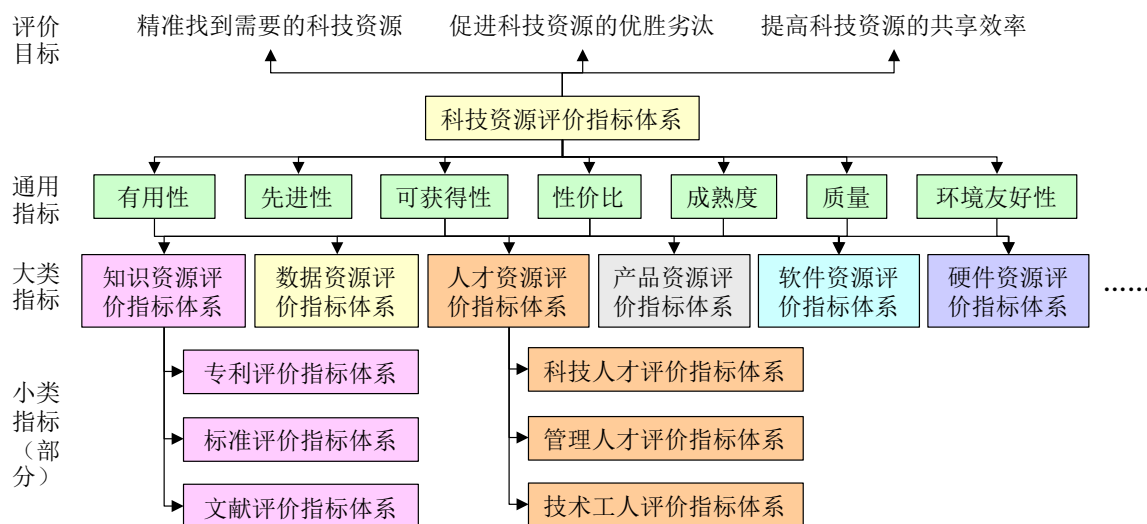 评价
目标
精准找到需要的科技资源
促进科技资源的优胜劣汰
提高科技资源的共享效率
科技资源评价指标体系
通用
指标
有用性
先进性
可获得性
性价比
成熟度
质量
环境友好性
大类
指标
知识资源评
价指标体系
数据资源评
价指标体系
人才资源评
价指标体系
产品资源评
价指标体系
软件资源评
价指标体系
硬件资源评
价指标体系
……
小类
指标
（部
分）
专利评价指标体系
标准评价指标体系
文献评价指标体系
科技人才评价指标体系
管理人才评价指标体系
技术工人评价指标体系